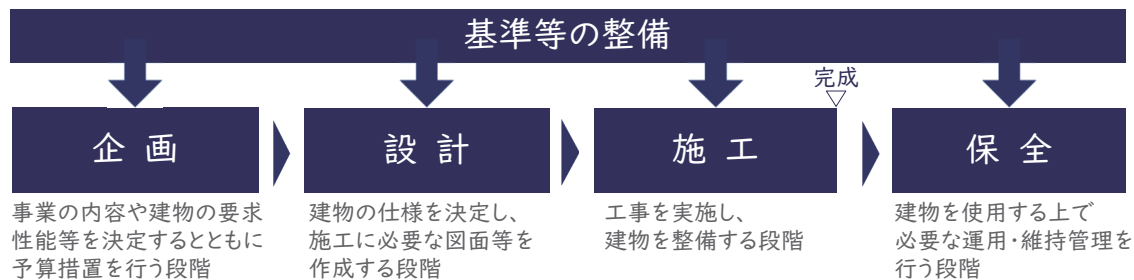 基準等の整備
完成
企画
設計
施工
保全
事業の内容や建物の要求
性能等を決定するとともに
予算措置を行う段階
建物の仕様を決定し、
施工に必要な図面等を
作成する段階
工事を実施し、
建物を整備する段階
建物を使用する上で
必要な運用・維持管理を
行う段階